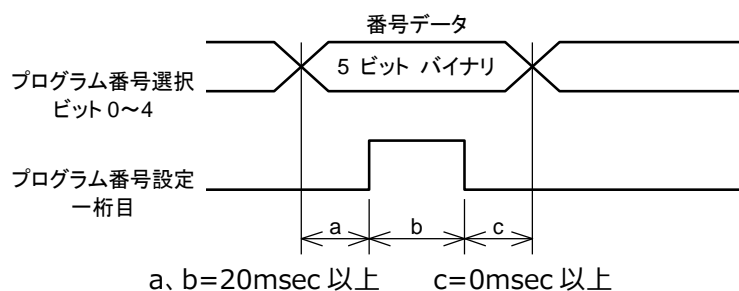 番号データ
プログラム番号選択
ビット 0～4
5 ビット バイナリ
プログラム番号設定
一桁目
a
b
c
a、b=20msec 以上 c=0msec 以上